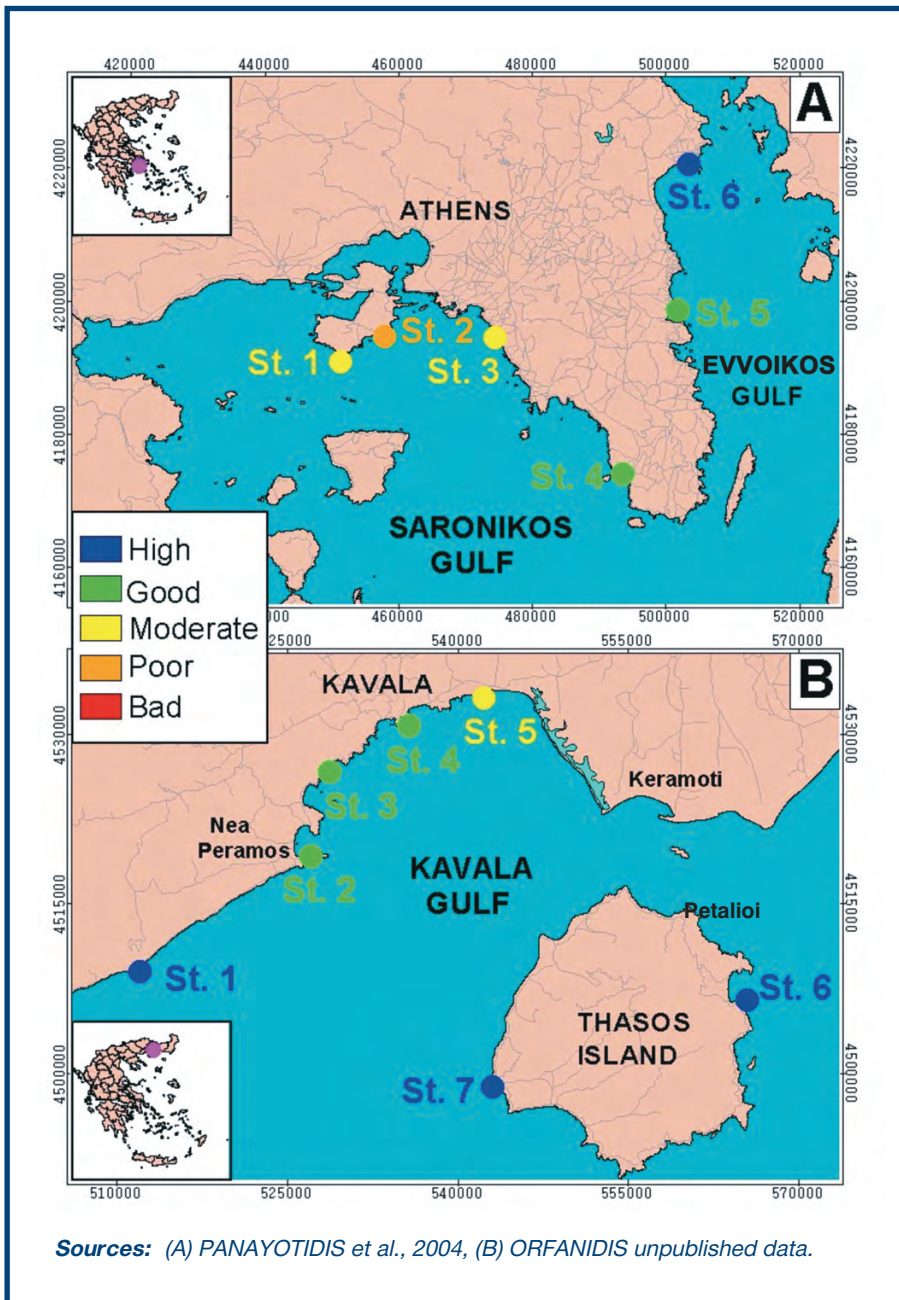 420000 440000 460000 480000 500000 520000
A
4220000 4220000
St. 6
ATHENS
4200000 4200000
St. 5
St. 2
St. 1 St. 3
EVVOIKOS
GULF
4180000 4180000
St. 4
SARONIKOS
GULF
4160000 4160000
High
Good
Moderate
Poor
Bad
460000 480000 500000 520000
525000 540000 555000 570000
B
KAVALA
St. 5
4530000 4530000
St. 4
Keramoti
St. 3
Nea
Peramos
St. 2
KAVALA
GULF
4515000 4515000
Petalioi
St. 1
St. 6
THASOS
ISLAND
St. 7
4500000 4500000
510000 525000 540000 555000 570000
Sources: (A) PANAYOTIDIS et al., 2004, (B) ORFANIDIS unpublished data.